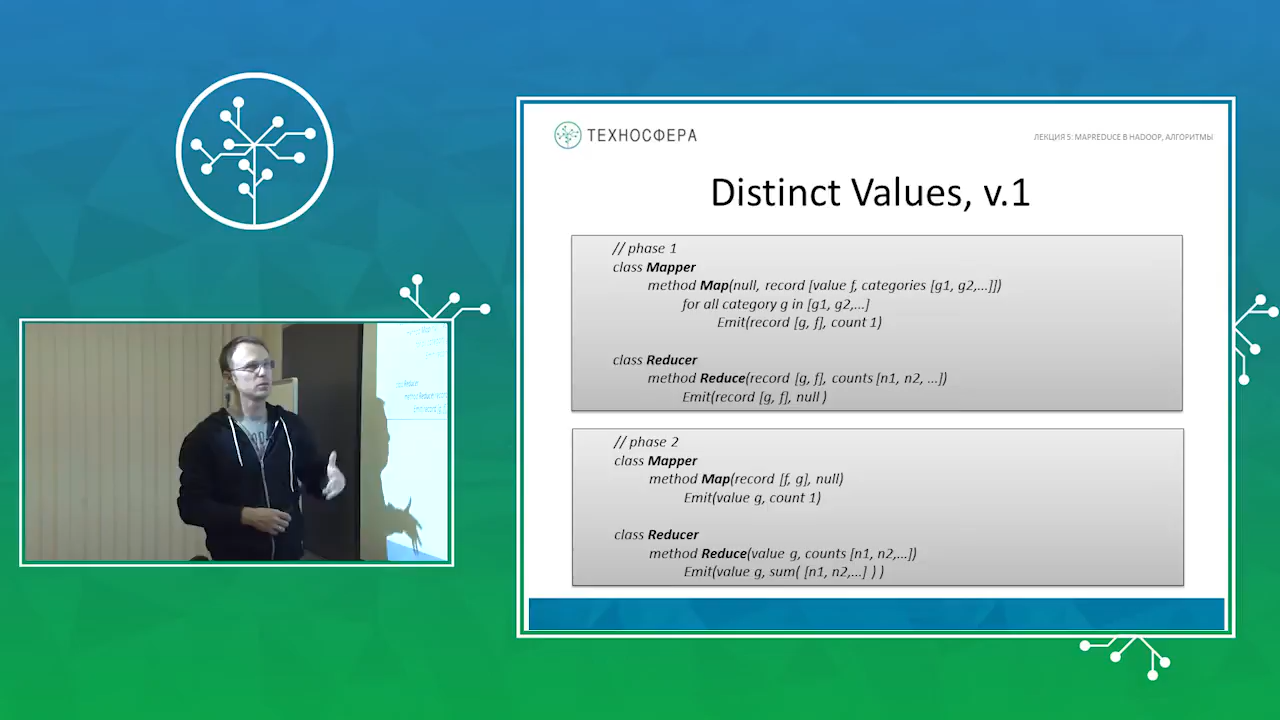 ТЕХНОСФЕРА
ЛЕКЦИЯ 5: MAPREDUCE В HADOOP, АЛГОРИТМЫ
Distinct Values, v.1
// phase 1
class Mapper
method Map(null, record [value f, categories [g1, g2,...]])
for all category g in [g1, g2,...]
Emit(record [g, f], count 1)
class Reducer
method Reduce(record [g, f], counts [n1, n2, ...])
Emit(record [g, f], null )
// phase 2
class Mapper
method Map(record [f, g], null)
Emit(value g, count 1)
class Reducer
method Reduce(value g, counts [n1, n2,...])
Emit(value g, sum( [n1, n2,...] ) )